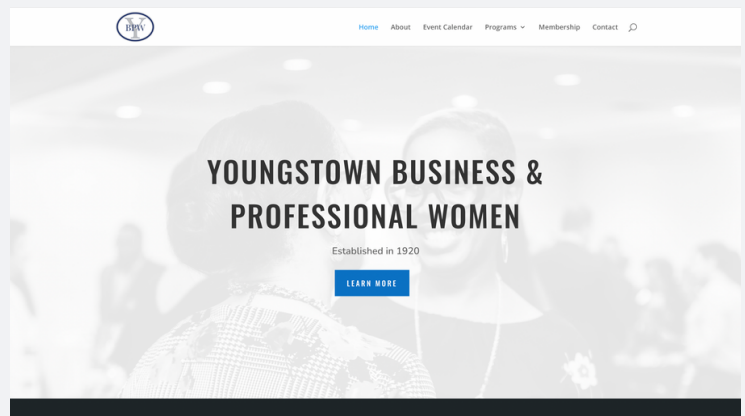 Y
BPW
Home About Event Calendar Programs Membership Contact
YOUNGSTOWN BUSINESS &
PROFESSIONAL WOMEN
Established in 1920
LEARN MORE